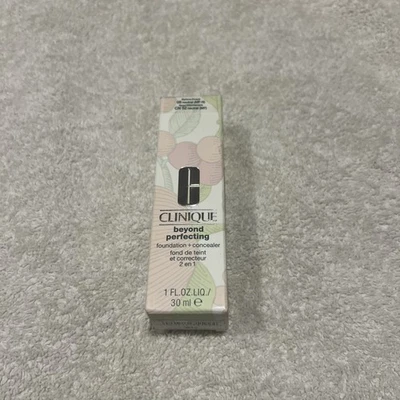 CLINIQUE
beyond
perfecting
foundation + concealer
fond de teint
et correcteur
2 en 1
1 FL.OZ.LIQ./
30 ml e